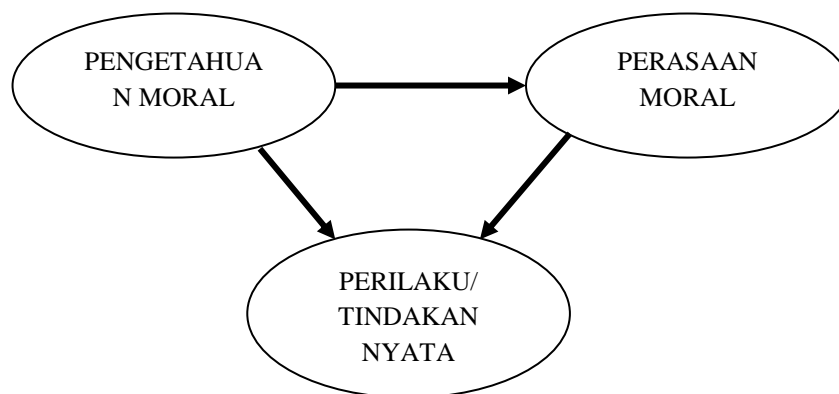 PENGETAHUA
N MORAL
PERASAAN
MORAL
PERILAKU/
TINDAKAN
NYATA